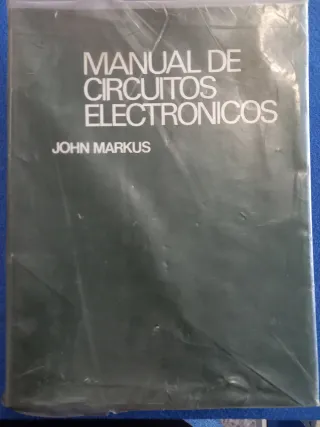 MANUAL DE
CIRCUITOS
ELECTRONICOS
JOHN MARKUS